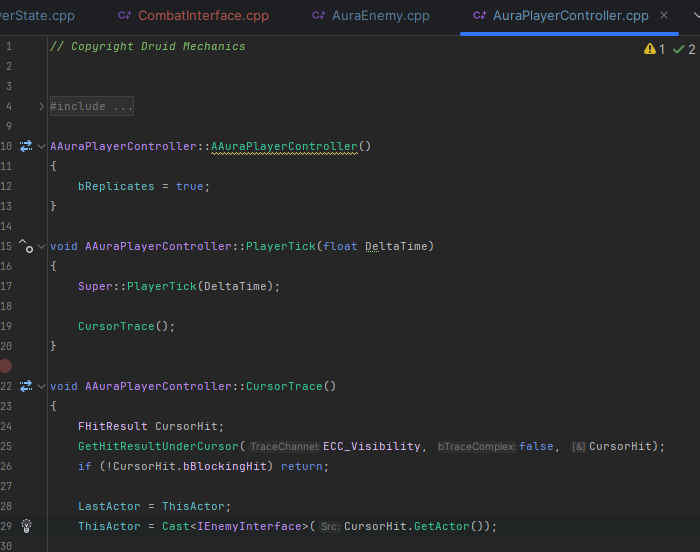 yerState.cpp CombatInterface.cpp AuraEnemy.cpp AuraPlayerController.cpp
1 // Copyright Druid Mechanics 1 2
2
3
4 #include ...
9
10 AAuraPlayerController::AAuraPlayerController()
11 {
12 bReplicates = true;
13 }
14
15 void AAuraPlayerController::PlayerTick(float DeltaTime)
16 {
17 Super::PlayerTick(DeltaTime);
18
19 CursorTrace();
20 }
22 void AAuraPlayerController::CursorTrace()
23 {
24 FHitResult CursorHit;
25 GetHitResultUnderCursor(TraceChannel: ECC_Visibility, bTraceComplex: false, [&] CursorHit);
26 if (!CursorHit.bBlockingHit) return;
27
28 LastActor = ThisActor;
29 ThisActor = Cast<IEnemyInterface>(Src: CursorHit.GetActor());
30